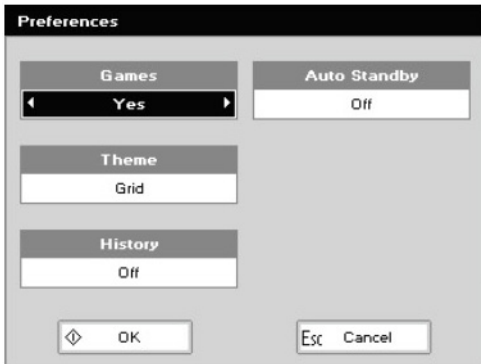 Preferences
Games
Yes
Auto Standby
Off
Theme
Grid
History
Off
OK
Esc Cancel